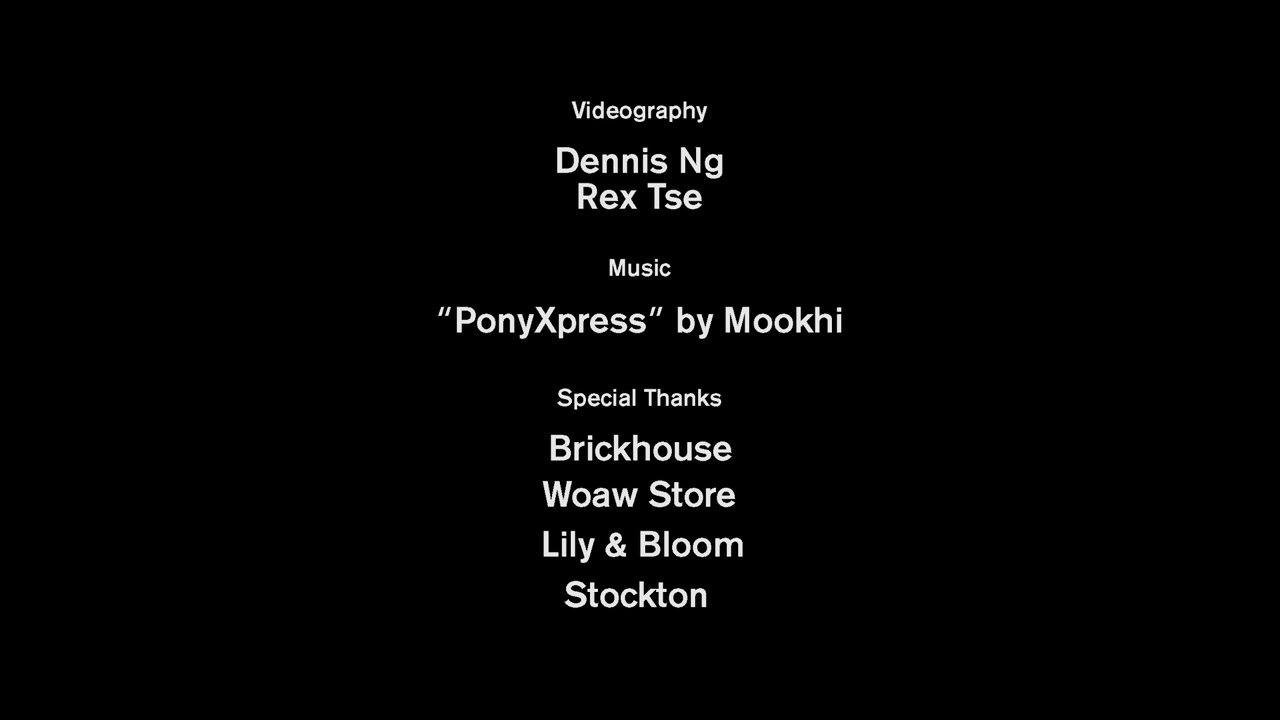 Videography
Dennis Ng
Rex Tse
Music
"PonyXpress" by Mookhi
Special Thanks
Brickhouse
Woaw Store
Lily & Bloom
Stockton